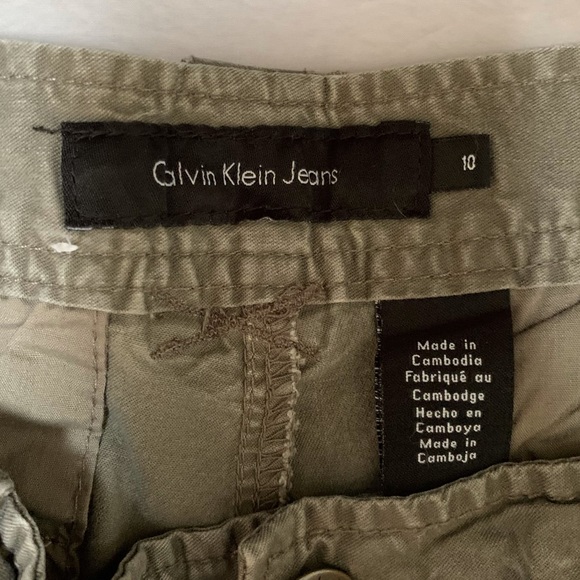 Calvin Klein Jeans
10
Made in
Cambodia
Fabriqué au
Cambodge
Hecho en
Camboya
Made in
Camboja